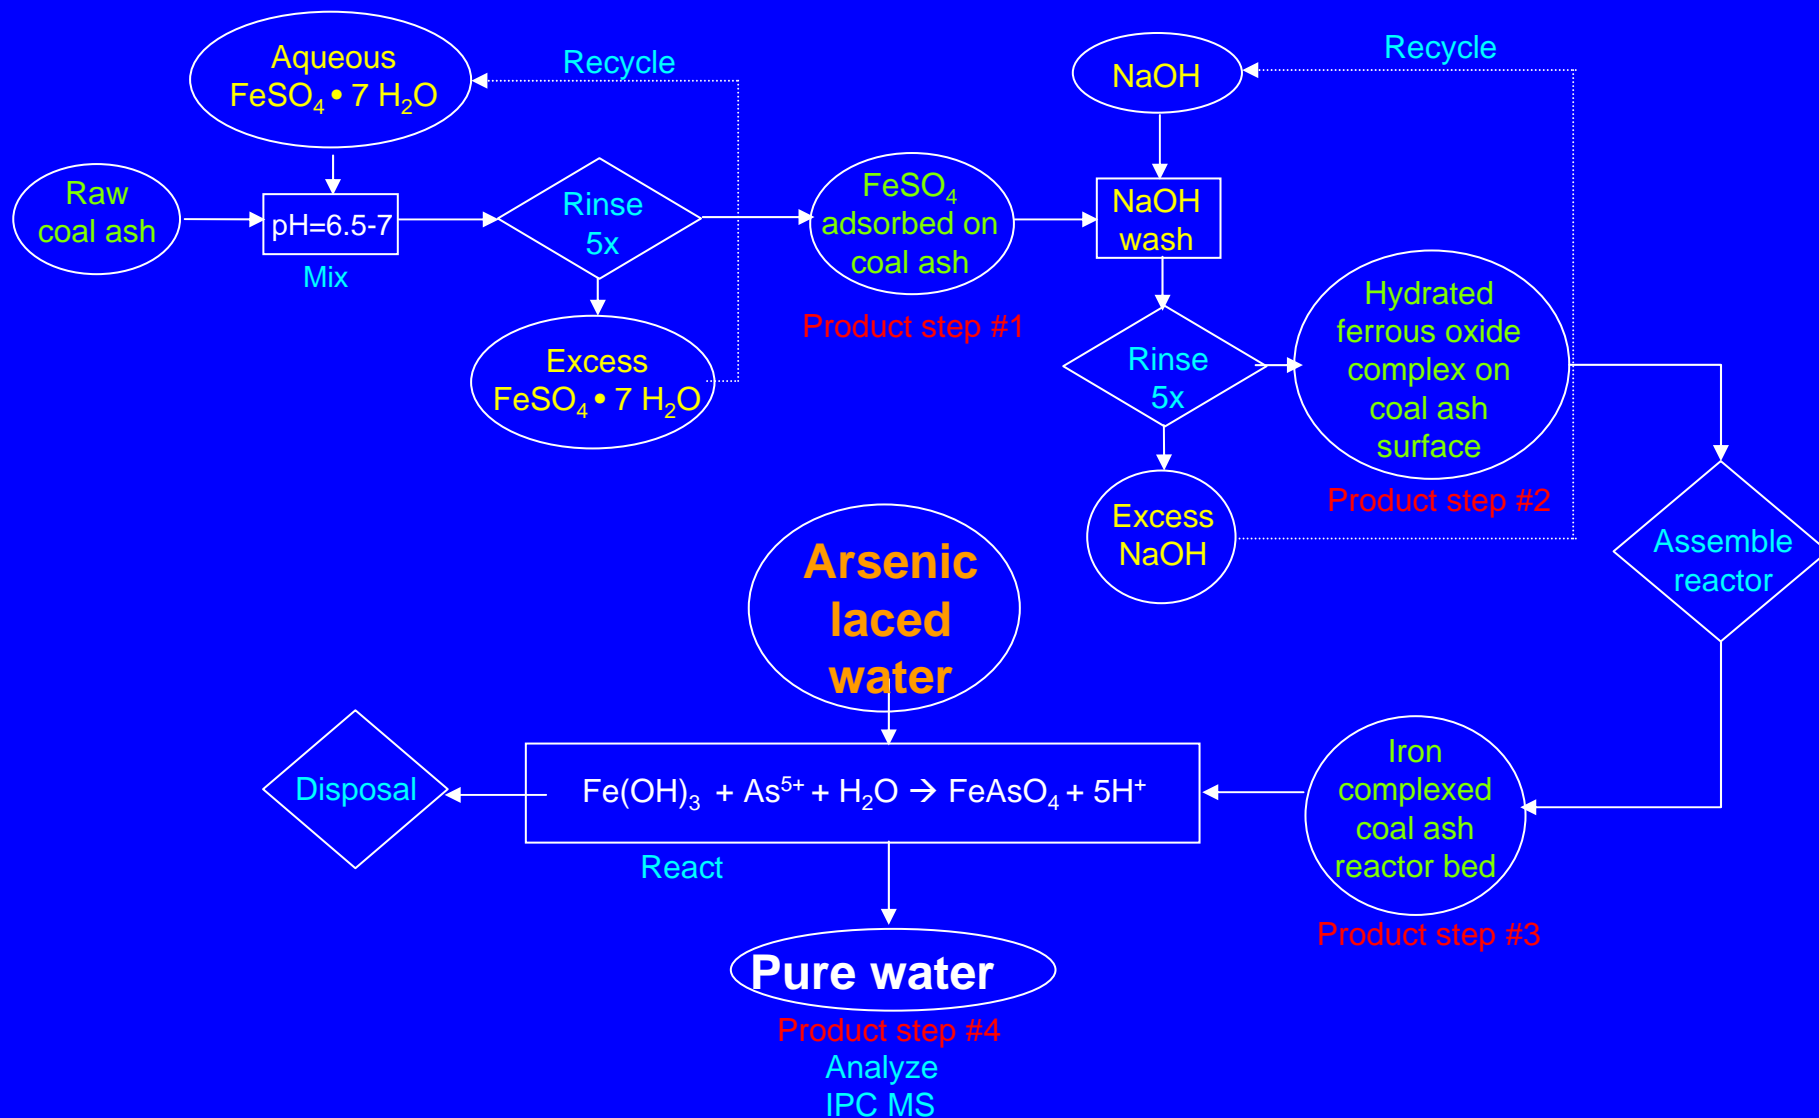 Aqueous
FeSO₄ • 7 H₂O
Recycle
Raw
coal ash
pH=6.5-7
Mix
Rinse
5x
Excess
FeSO₄ • 7 H₂O
FeSO₄
adsorbed on
coal ash
Product step #1
NaOH
Recycle
NaOH
wash
Rinse
5x
Excess
NaOH
Hydrated
ferrous oxide
complex on
coal ash
surface
Product step #2
Assemble
reactor
Arsenic
laced
water
Disposal
Fe(OH)₃ + As⁵⁺ + H₂O → FeAsO₄ + 5H⁺
React
Iron
complexed
coal ash
reactor bed
Product step #3
Pure water
Product step #4
Analyze
IPC MS